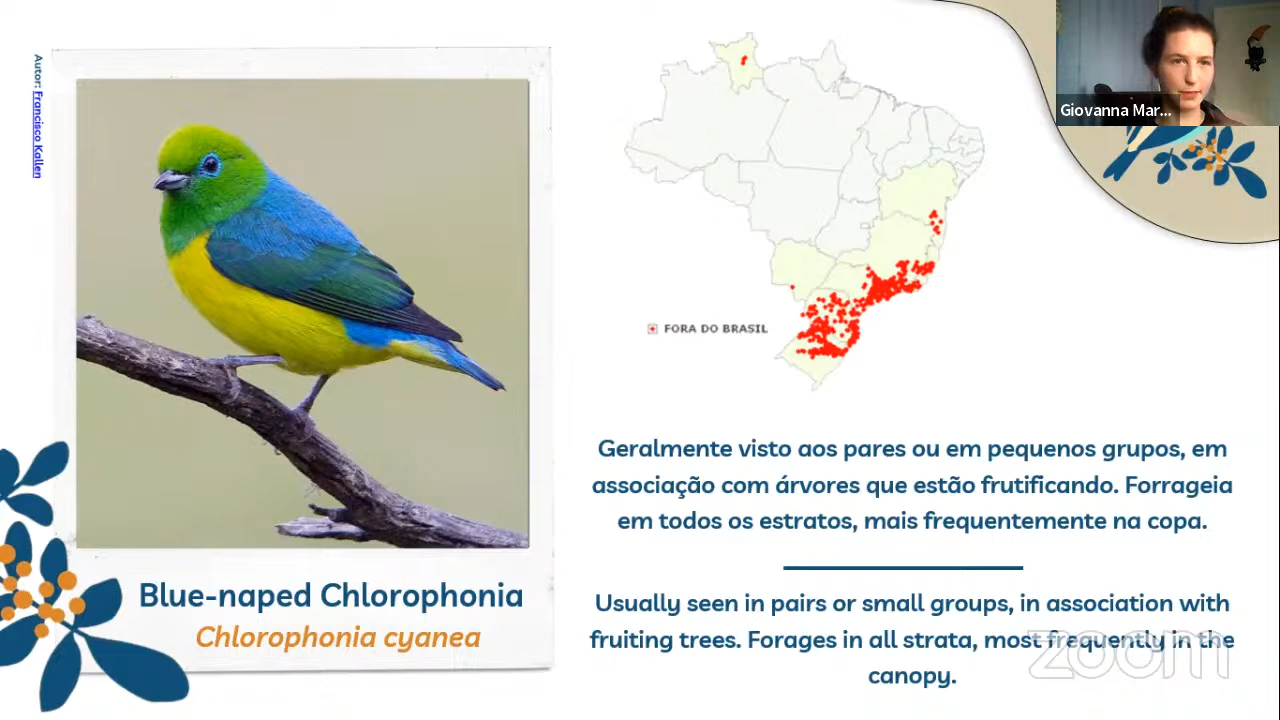 Autor: Francisco Kallen
Giovanna Mar...
FORA DO BRASIL
Geralmente visto aos pares ou em pequenos grupos, em
associação com árvores que estão frutificando. Forrageia
em todos os estratos, mais frequentemente na copa.
Usually seen in pairs or small groups, in association with
fruiting trees. Forages in all strata, most frequently in the
canopy.
Blue-naped Chlorophonia
Chlorophonia cyanea
zoom